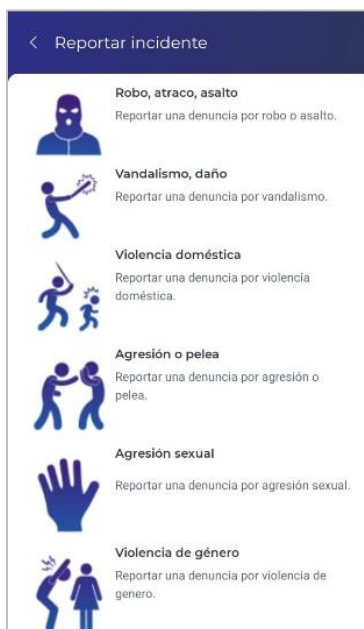 Reportar incidente
Robo, atraco, asalto
Reportar una denuncia por robo o asalto.
Vandalismo, daño
Reportar una denuncia por vandalismo.
Violencia doméstica
Reportar una denuncia por violencia
doméstica.
Agresión o pelea
Reportar una denuncia por agresión o
pelea.
Agresión sexual
Reportar una denuncia por agresión sexual.
Violencia de género
Reportar una denuncia por violencia de
genero.